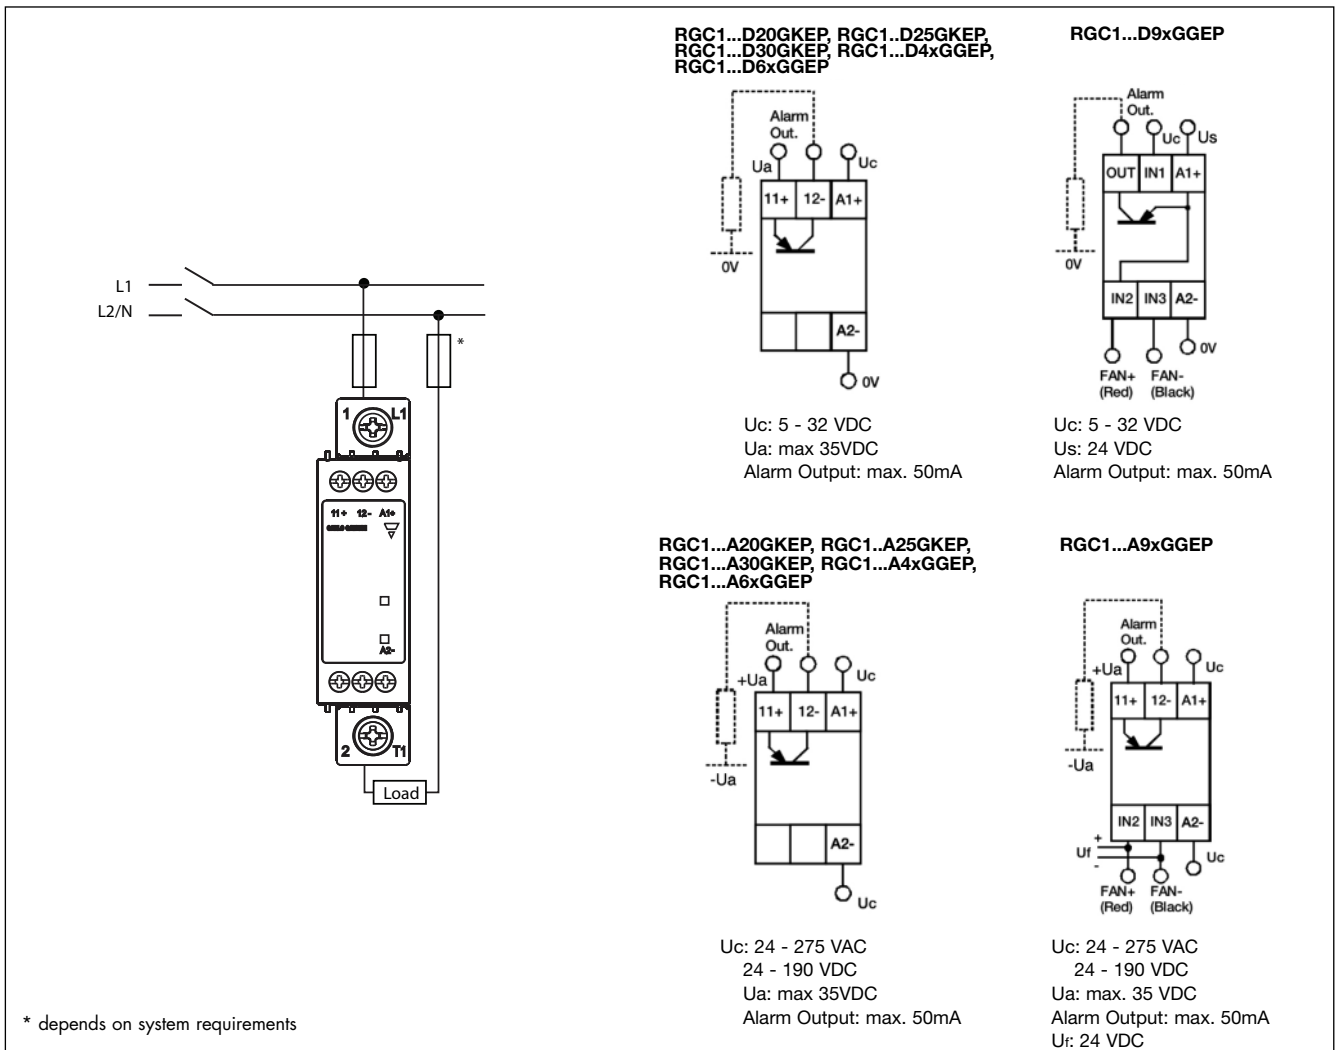 L1
L2/N
*
1
L1
11+ 12- A1+
A2-
2
T1
Load
* depends on system requirements
RGC1...D20GKEP, RGC1..D25GKEP,
RGC1...D30GKEP, RGC1...D4xGGEP,
RGC1...D6xGGEP
Alarm
Out.
Ua
Uc
11+ 12- A1+
0V
A2-
0V
Uc: 5 - 32 VDC
Ua: max 35VDC
Alarm Output: max. 50mA
RGC1...D9xGGEP
Alarm
Out.
Uc
Us
OUT IN1 A1+
0V
IN2 IN3 A2-
0V
FAN+ FAN-
(Red) (Black)
Uc: 5 - 32 VDC
Us: 24 VDC
Alarm Output: max. 50mA
RGC1...A20GKEP, RGC1..A25GKEP,
RGC1...A30GKEP, RGC1...A4xGGEP,
RGC1...A6xGGEP
Alarm
Out.
+Ua
Uc
11+ 12- A1+
-Ua
A2-
Uc
Uc: 24 - 275 VAC
24 - 190 VDC
Ua: max 35VDC
Alarm Output: max. 50mA
RGC1...A9xGGEP
Alarm
Out.
+Ua
Uc
11+ 12- A1+
-Ua
IN2 IN3 A2-
+
Uf
-
Uc
FAN+ FAN-
(Red) (Black)
Uc: 24 - 275 VAC
24 - 190 VDC
Ua: max. 35 VDC
Alarm Output: max. 50mA
Uf: 24 VDC